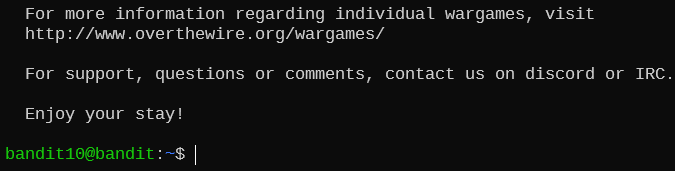 For more information regarding individual wargames, visit
http://www.overthewire.org/wargames/
For support, questions or comments, contact us on discord or IRC.
Enjoy your stay!
bandit10@bandit:~$